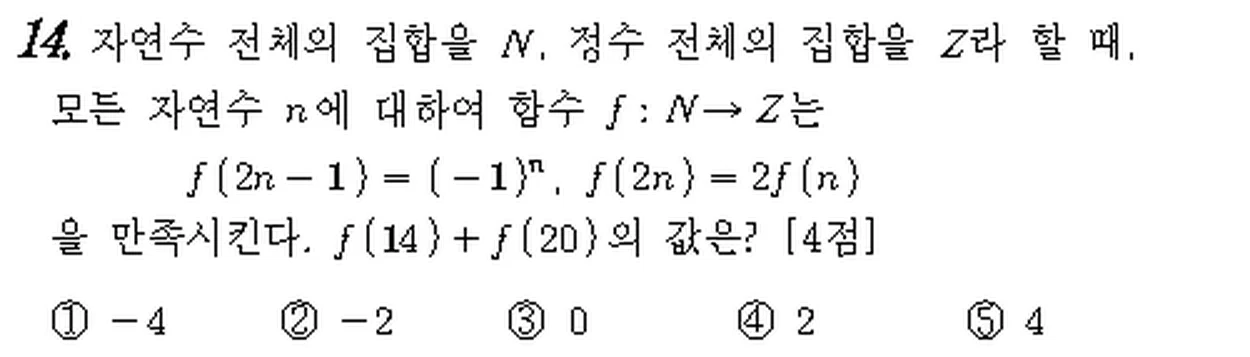 14. 자연수 전체의 집합을 N, 정수 전체의 집합을 Z라 할 때,
모든 자연수 n에 대하여 함수 f : N→ Z는
f(2n-1)=(-1)ⁿ, f(2n)=2f(n)
을 만족시킨다. f(14)+f(20)의 값은? [4점]
① -4 ② -2 ③ 0 ④ 2 ⑤ 4